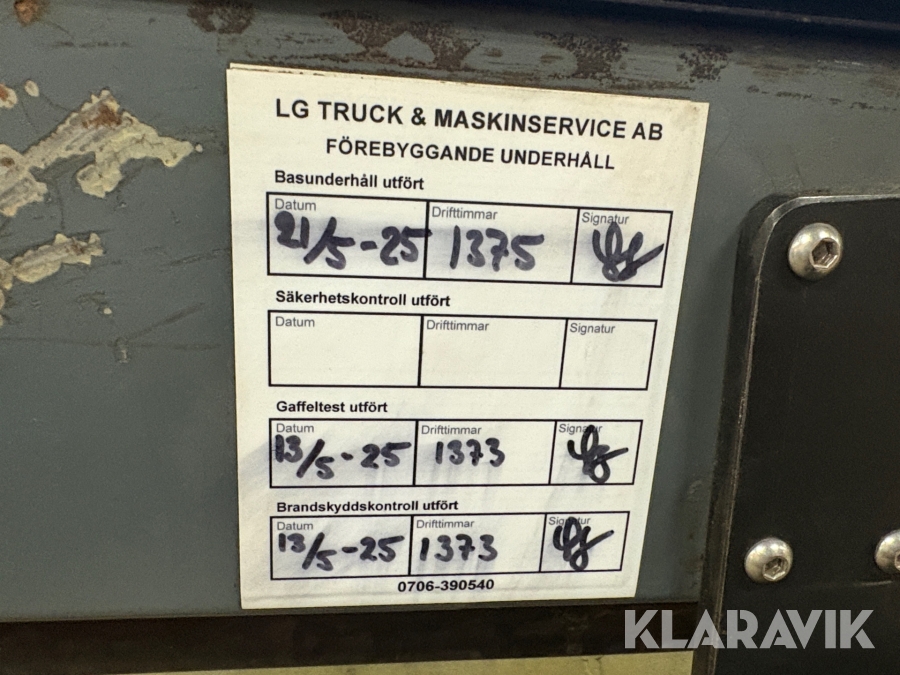 LG TRUCK & MASKINSERVICE AB
FÖREBYGGANDE UNDERHÅLL
Basunderhåll utfört
Datum Drifttimmar Signatur
21/5-25 1375
Säkerhetskontroll utfört
Datum Drifttimmar Signatur
Gaffeltest utfört
Datum Drifttimmar Signatur
13/5-25 1373
Brandskyddskontroll utfört
Datum Drifttimmar Signatur
13/5-25 1373
0706-390540
KLARAVIK